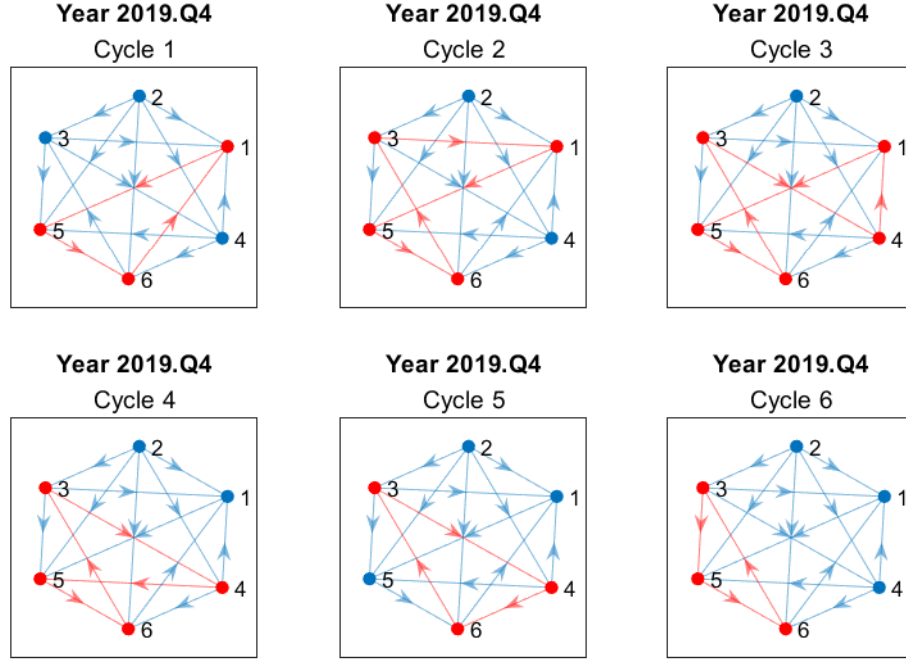 Year 2019.Q4 Year 2019.Q4 Year 2019.Q4
Cycle 1 Cycle 2 Cycle 3
2 2 2
3 1 3 1 3 1
5 4 5 4 5 4
6 6 6
Year 2019.Q4 Year 2019.Q4 Year 2019.Q4
Cycle 4 Cycle 5 Cycle 6
2 2 2
3 1 3 1 3 1
5 4 5 4 5 4
6 6 6